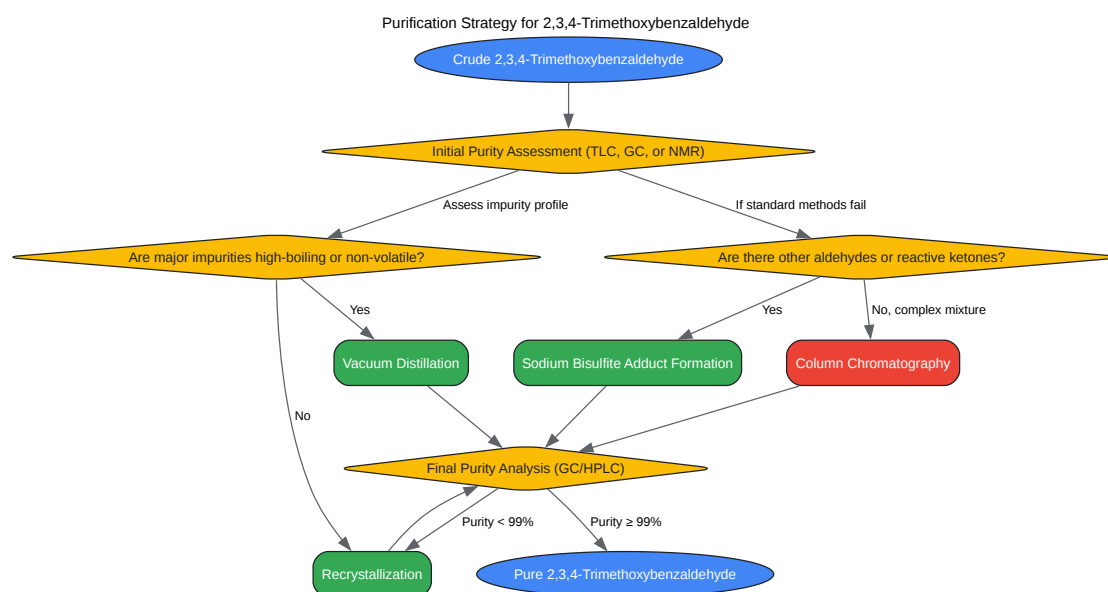 Purification Strategy for 2,3,4-Trimethoxybenzaldehyde
Crude 2,3,4-Trimethoxybenzaldehyde
Initial Purity Assessment (TLC, GC, or NMR)
Assess impurity profile
If standard methods fail
Are major impurities high-boiling or non-volatile?
Are there other aldehydes or reactive ketones?
Yes
Yes
No, complex mixture
Vacuum Distillation
Sodium Bisulfite Adduct Formation
Column Chromatography
No
Final Purity Analysis (GC/HPLC)
Purity < 99%
Purity ≥ 99%
Recrystallization
Pure 2,3,4-Trimethoxybenzaldehyde